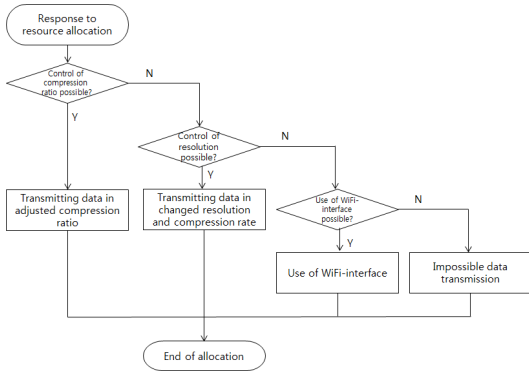 Response to
resource allocation
N
Control of
compression
ratio possible?
Y
N
Control of
resolution
possible?
Y
N
Use of WiFi-
interface
possible?
Y
Transmitting data in
adjusted compression
ratio
Transmitting data in
changed resolution
and compression rate
Use of WiFi-interface
Impossible data
transmission
End of allocation